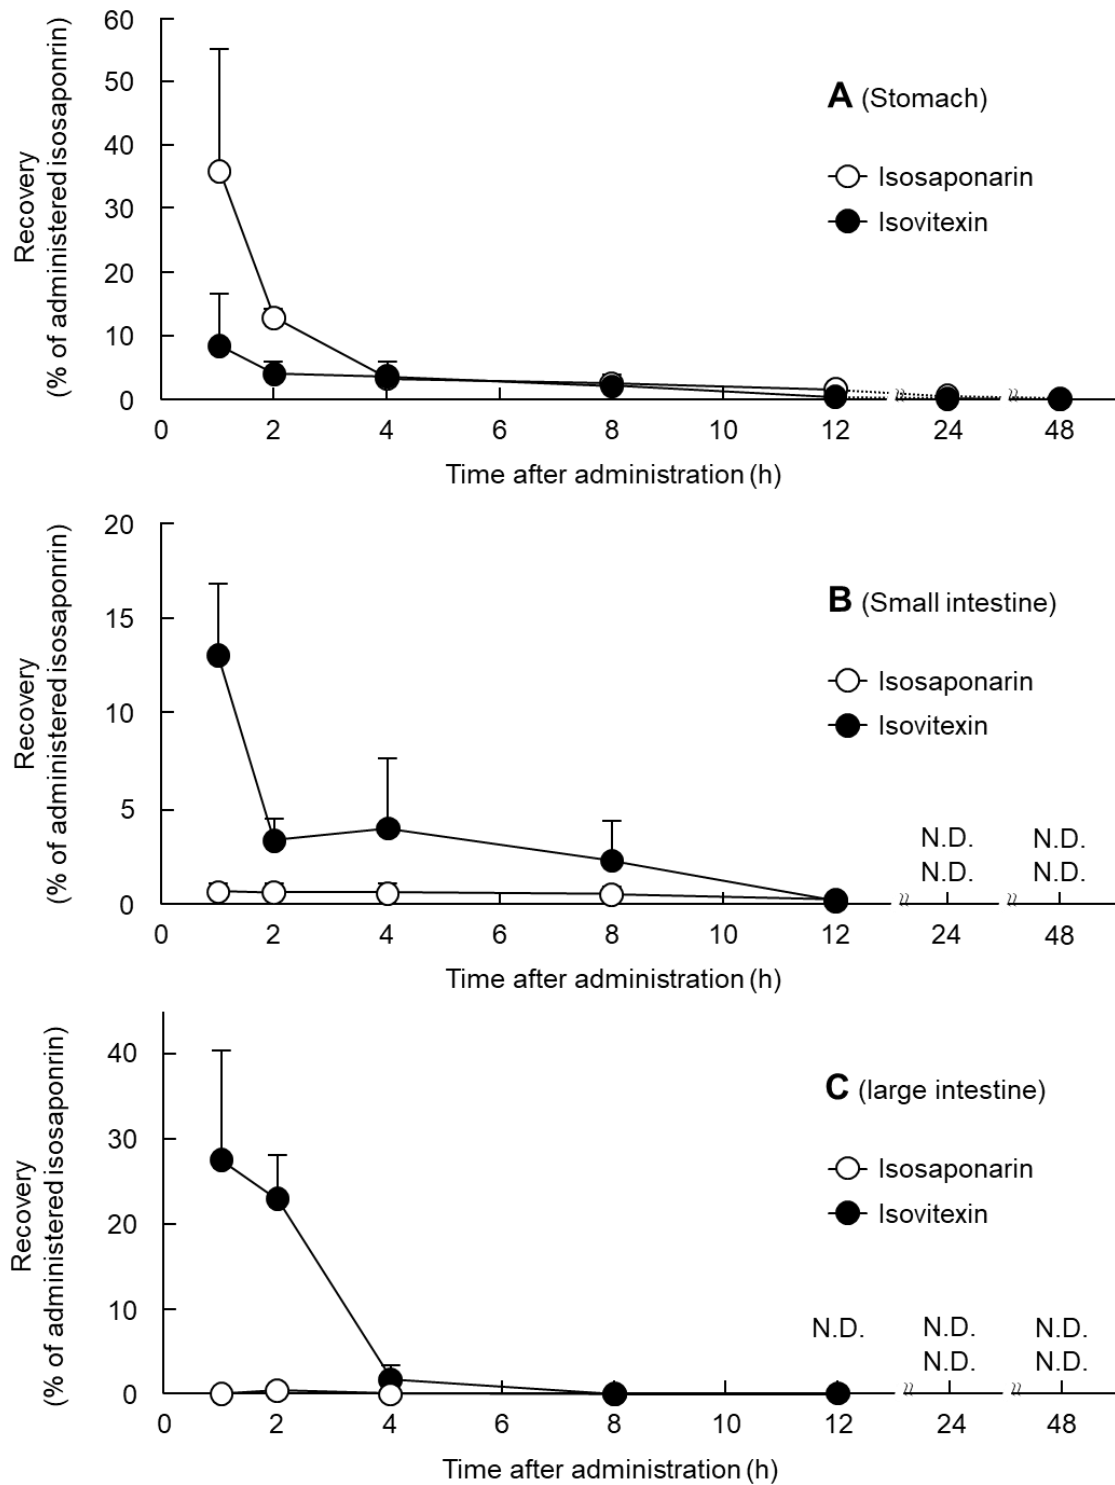 Recovery
(% of administered isosaponrin)
60
50
40
30
20
10
0
A (Stomach)
Isosaponarin
Isovitexin
0 2 4 6 8 10 12 24 48
Time after administration (h)
Recovery
(% of administered isosaponrin)
20
15
10
5
0
B (Small intestine)
Isosaponarin
Isovitexin
N.D. N.D.
N.D. N.D.
0 2 4 6 8 10 12 24 48
Time after administration (h)
Recovery
(% of administered isosaponrin)
40
30
20
10
0
C (large intestine)
Isosaponarin
Isovitexin
N.D. N.D. N.D.
N.D. N.D.
0 2 4 6 8 10 12 24 48
Time after administration (h)